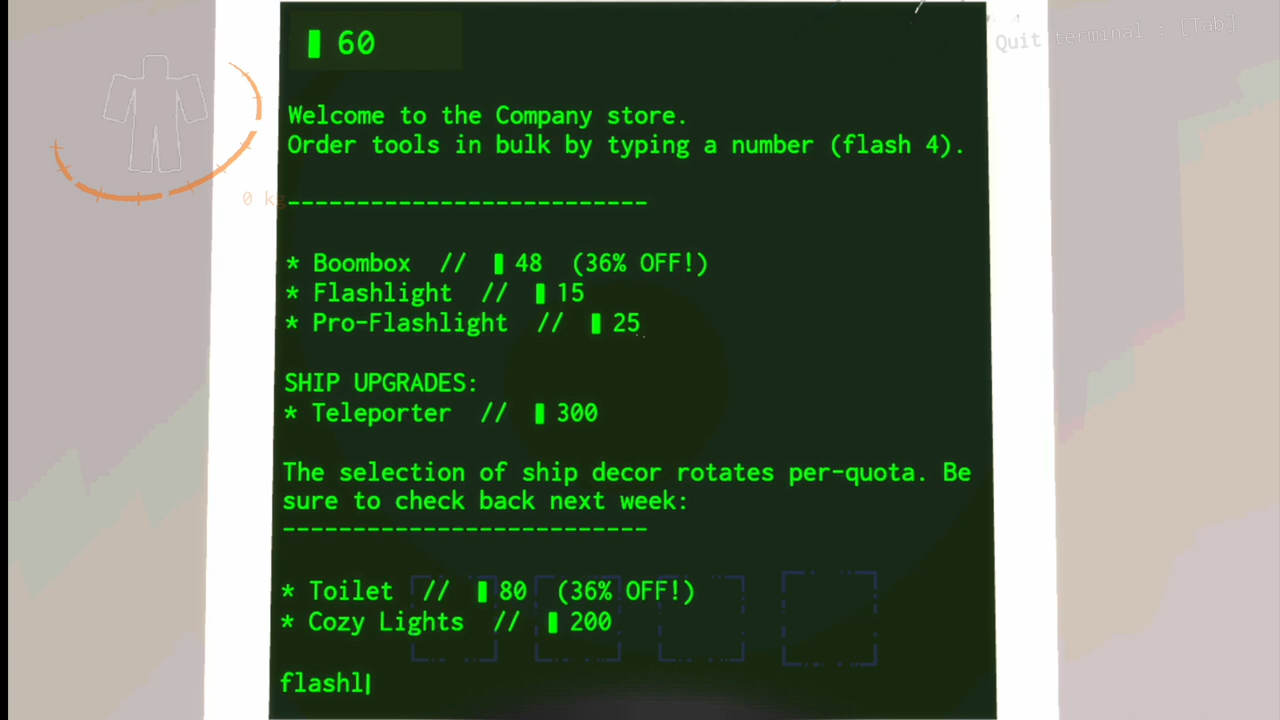 60
Quit terminal : [Tab]
Welcome to the Company store.
Order tools in bulk by typing a number (flash 4).
0 kg
--------------------------
* Boombox // 48 (36% OFF!)
* Flashlight // 15
* Pro-Flashlight // 25
SHIP UPGRADES:
* Teleporter // 300
The selection of ship decor rotates per-quota. Be
sure to check back next week:
--------------------------
* Toilet // 80 (36% OFF!)
* Cozy Lights // 200
flashl